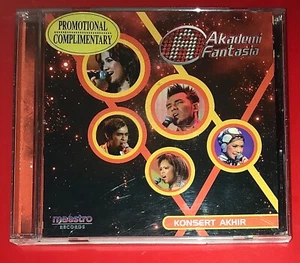 PROMOTIONAL
COMPLIMENTARY
Akademi
Fantasia
maestro
RECORDS
KONSERT AKHIR